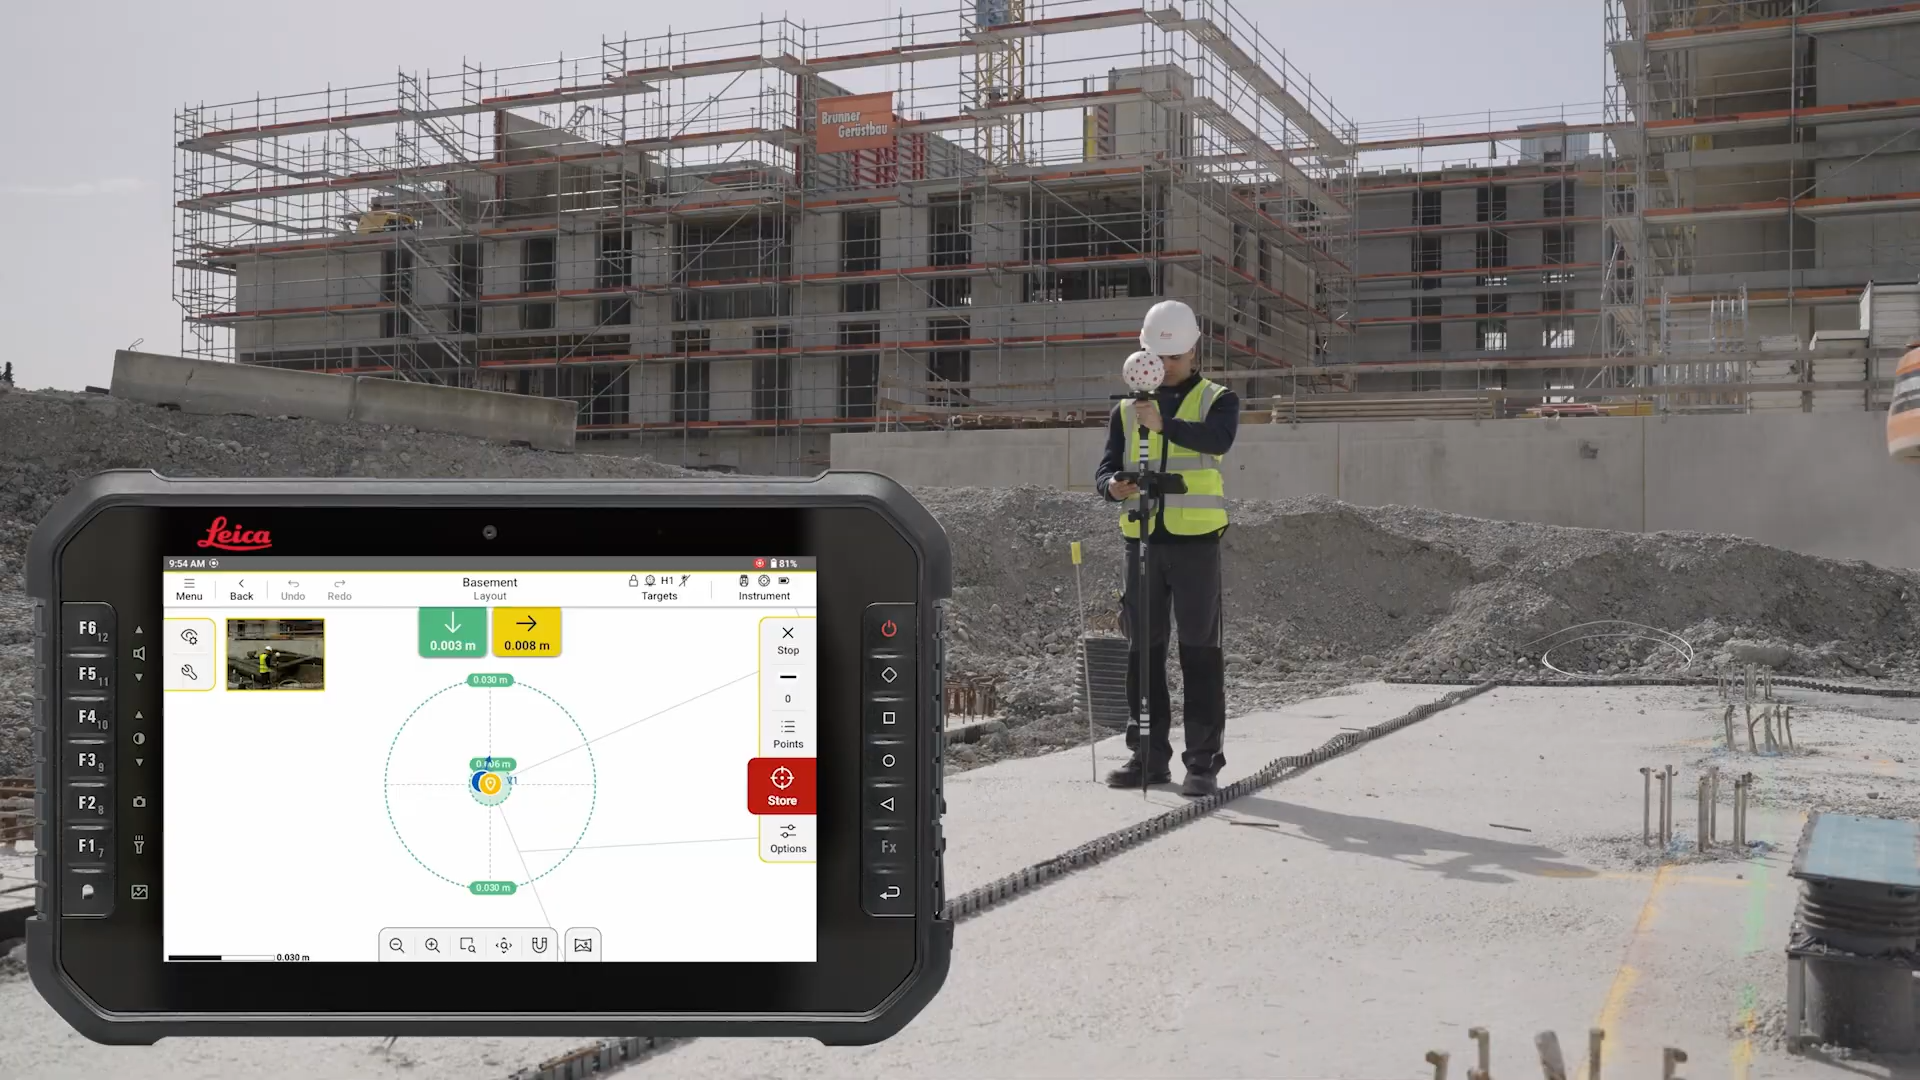 Brunner
Gerüstbau
Leica
9:54 AM
81%
Menu
Back
Undo
Redo
Basement
Layout
H1
Targets
Instrument
0.003 m
0.008 m
Stop
0
Points
Store
Options
0.030 m
0.030 m
0.030 m
F6 12
F5 11
F4 10
F3 9
F2 8
F1 7
Fx